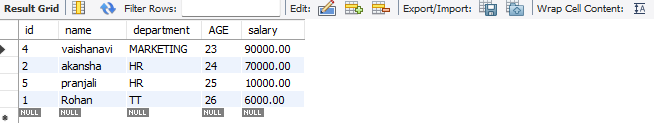 Result Grid Filter Rows: Edit: Export/Import: Wrap Cell Content: IA
id name department AGE salary
4 vaishanavi MARKETING 23 90000.00
2 akansha HR 24 70000.00
5 pranjali HR 25 10000.00
1 Rohan TT 26 6000.00
NULL NULL NULL NULL NULL